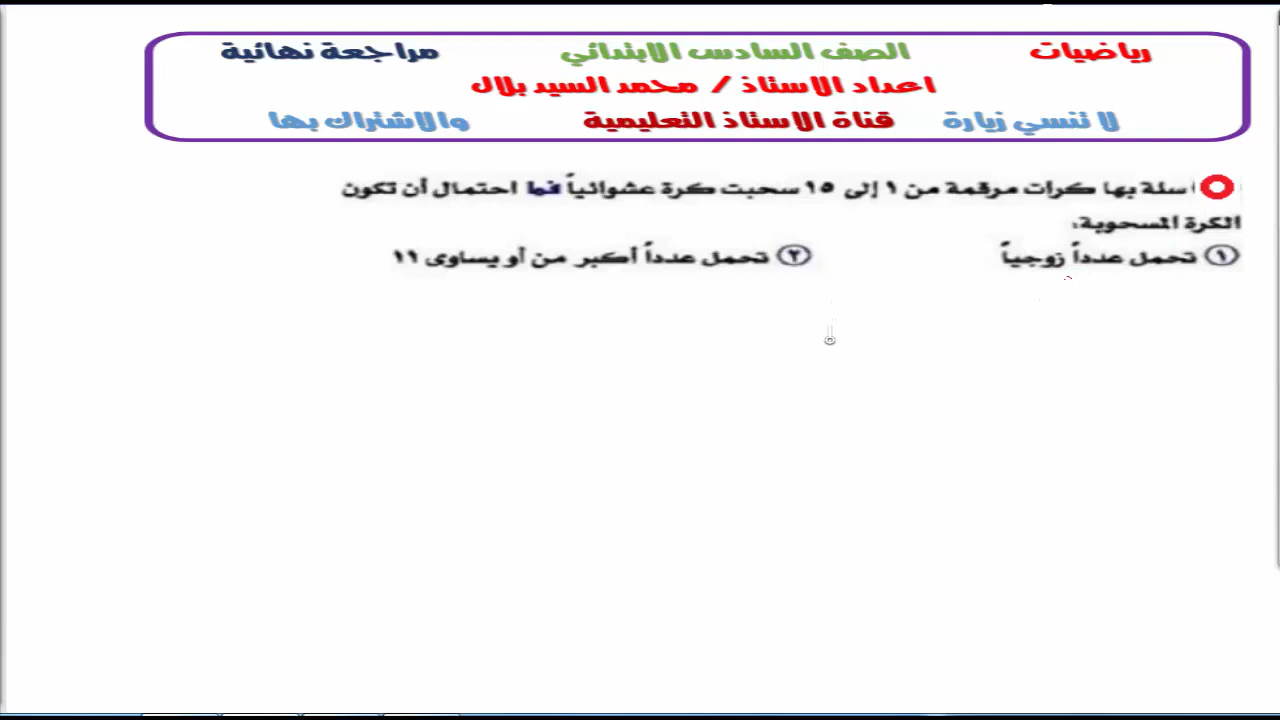 رياضيات الصف السادس الابتدائي مراجعة نهائية
اعداد الاستاذ / محمد السيد بلال
لا تنسي زيارة قناة الاستاذ التعليمية والاشتراك بها
سلة بها كرات مرقمة من ١ إلى ١٥ سحبت كرة عشوائياً فما احتمال أن تكون
الكرة المسحوبة:
١ تحمل عدداً زوجياً ٢ تحمل عدداً أكبر من أو يساوى ١١